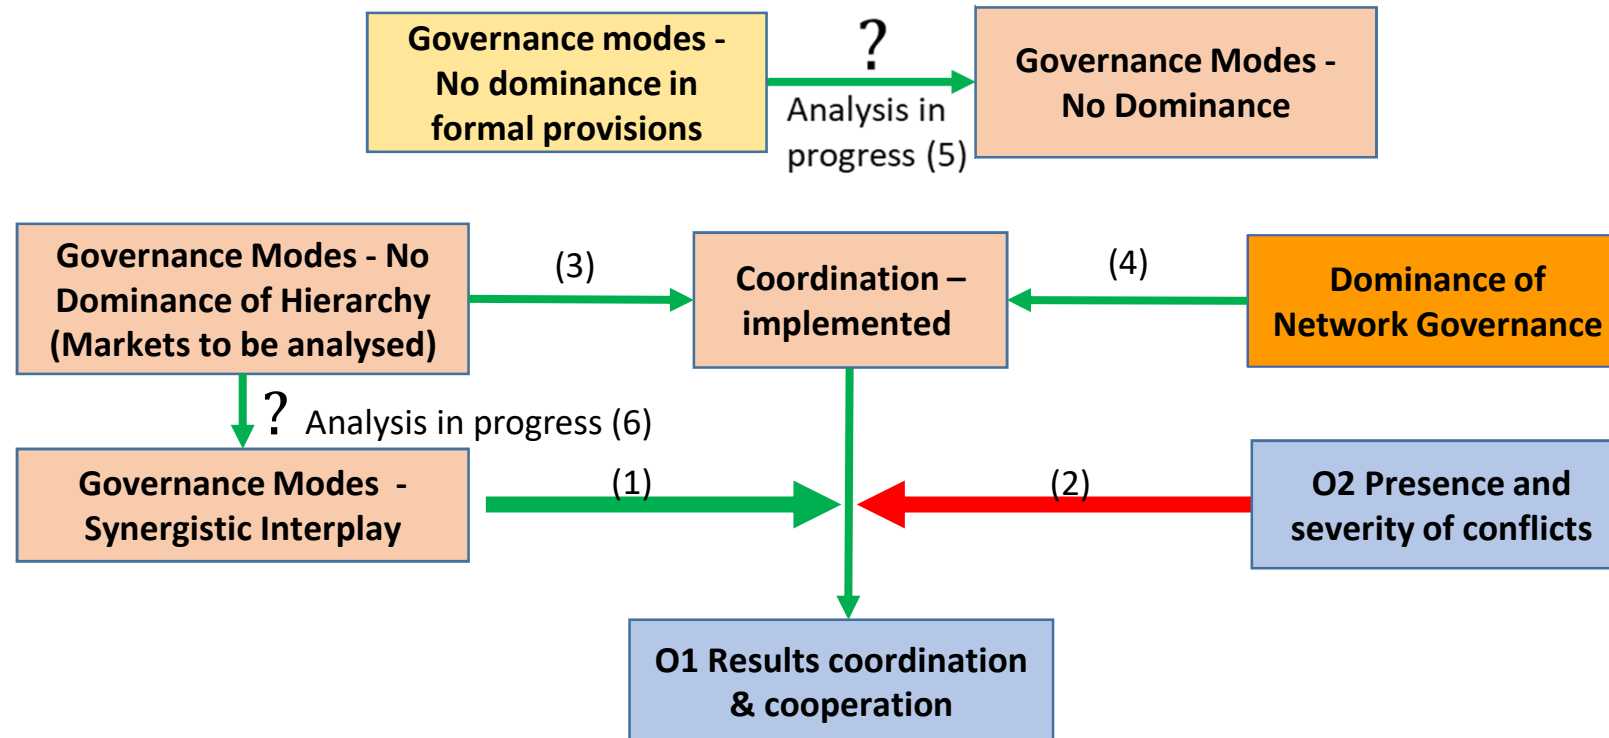 Governance modes -
No dominance in
formal provisions
?
Analysis in
progress (5)
Governance Modes -
No Dominance
Governance Modes - No
Dominance of Hierarchy
(Markets to be analysed)
(3)
Coordination –
implemented
(4)
Dominance of
Network Governance
? Analysis in progress (6)
Governance Modes -
Synergistic Interplay
(1)
(2)
O2 Presence and
severity of conflicts
O1 Results coordination
& cooperation